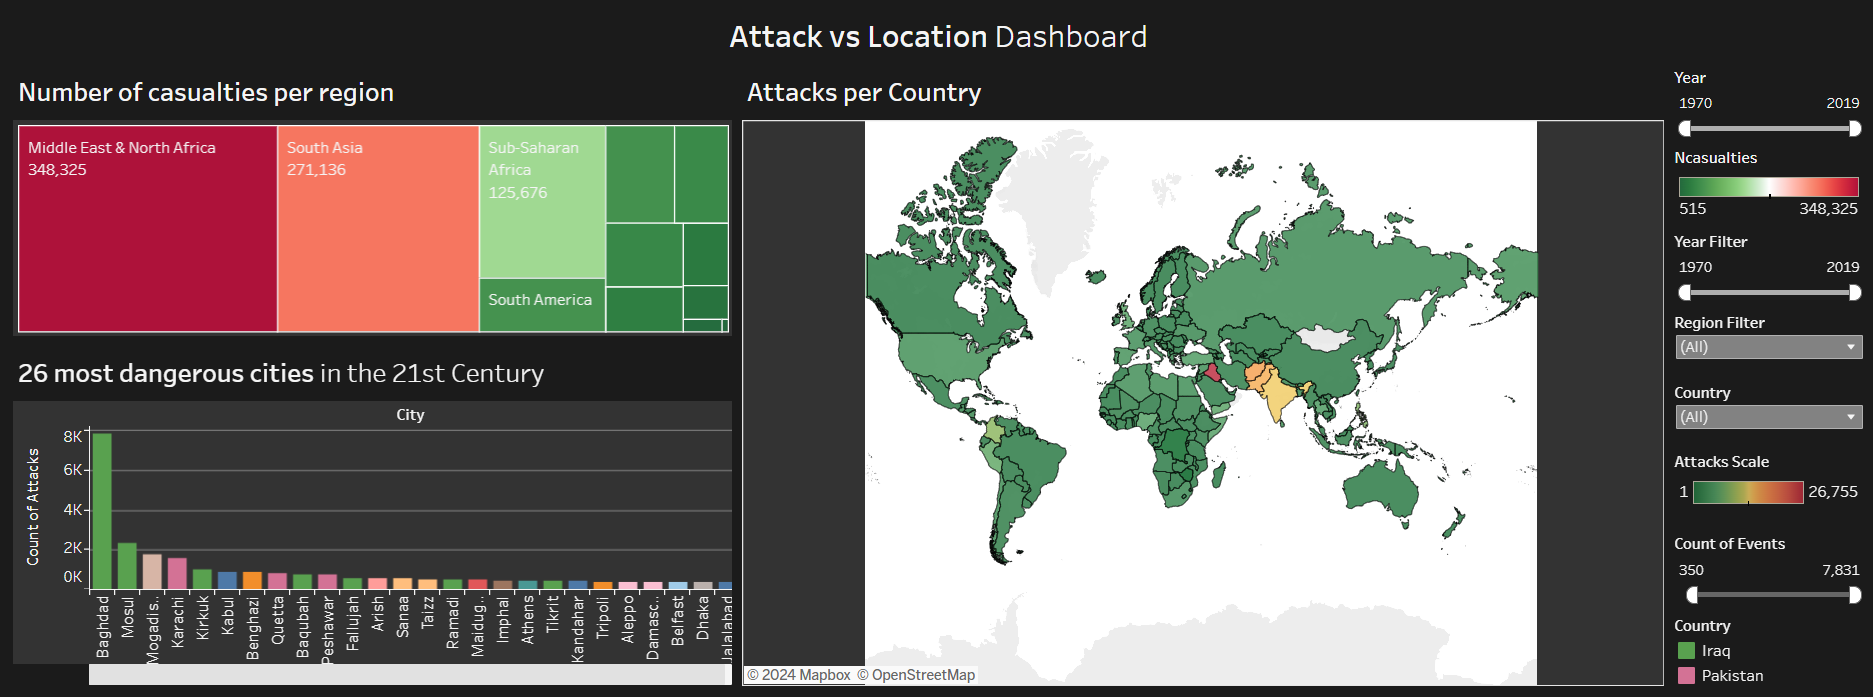 Attack vs Location Dashboard
Number of casualties per region
Middle East & North Africa
348,325
South Asia
271,136
Sub-Saharan
Africa
125,676
South America
26 most dangerous cities in the 21st Century
City
Count of Attacks
8K
6K
4K
2K
0K
Baghdad
Mosul
Mogadis..
Karachi
Kirkuk
Kabul
Benghazi
Quetta
Baqubah
Peshawar
Fallujah
Arish
Sanaa
Taizz
Ramadi
Maidug..
Imphal
Athens
Tikrit
Kandahar
Tripoli
Aleppo
Damasc..
Belfast
Dhaka
Jalalabad
Attacks per Country
© 2024 Mapbox © OpenStreetMap
Year
1970 2019
Ncasualties
515 348,325
Year Filter
1970 2019
Region Filter
(All)
Country
(All)
Attacks Scale
1 26,755
Count of Events
350 7,831
Country
Iraq
Pakistan